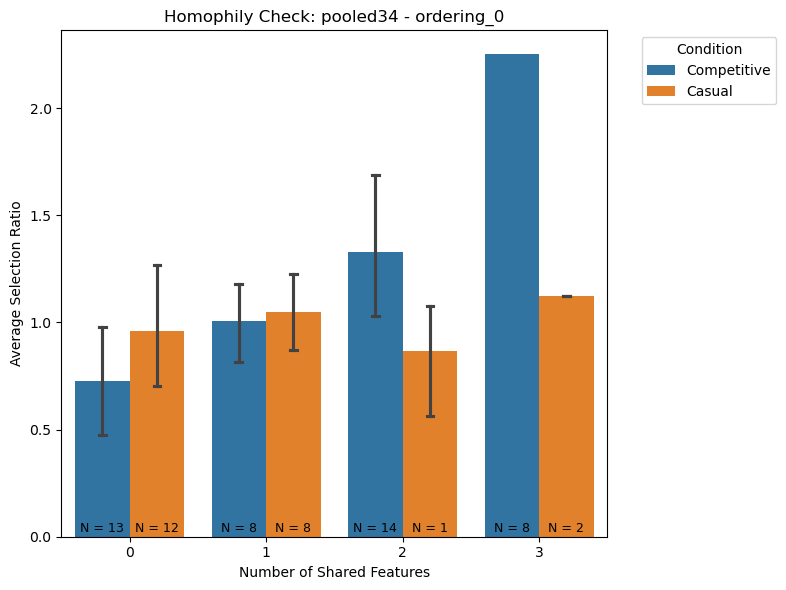 Homophily Check: pooled34 - ordering_0
Condition
Competitive
Casual
Average Selection Ratio
2.0
1.5
1.0
0.5
0.0
N = 13
N = 12
N = 8
N = 8
N = 14
N = 1
N = 8
N = 2
0
1
2
3
Number of Shared Features